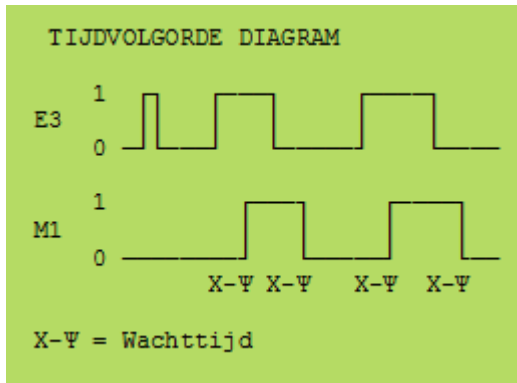 TIJDVOLGORDE DIAGRAM
1
E3
0
1
M1
0
X-Ψ X-Ψ X-Ψ X-Ψ
X-Ψ = Wachttijd